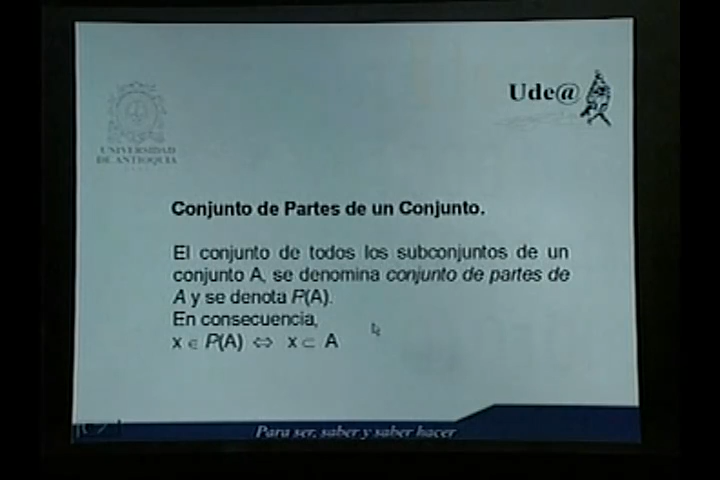 Ude@
UNIVERSIDAD
DE ANTIOQUIA
Conjunto de Partes de un Conjunto.
El conjunto de todos los subconjuntos de un
conjunto A, se denomina conjunto de partes de
A y se denota P(A).
En consecuencia,
x ∈ P(A) ⇔ x ⊂ A
Para ser, saber y saber hacer